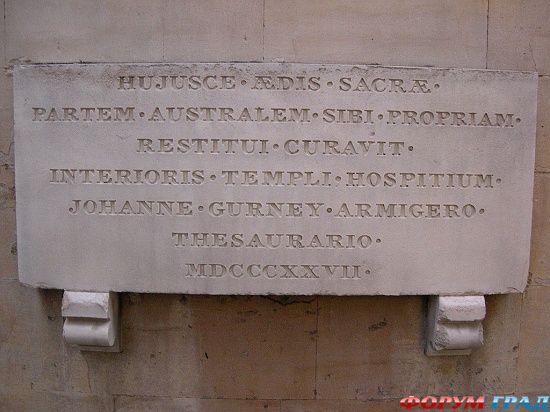 HUJUSCE · ÆDIS · SACRÆ ·
PARTEM · AUSTRALEM · SIBI · PROPRIAM ·
RESTITUI · CURAVIT ·
INTERIORIS · TEMPLI · HOSPITIUM ·
JOHANNE · GURNEY · ARMIGERO ·
THESAURARIO ·
MDCCCXXVII ·
ФОРУМ-ГРАД